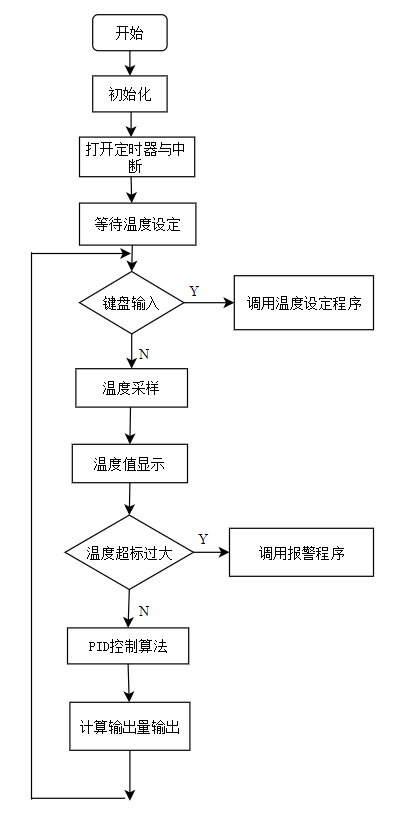 开始
初始化
打开定时器与中
断
等待温度设定
键盘输入
Y
调用温度设定程序
N
温度采样
温度值显示
温度超标过大
Y
调用报警程序
N
PID控制算法
计算输出量输出